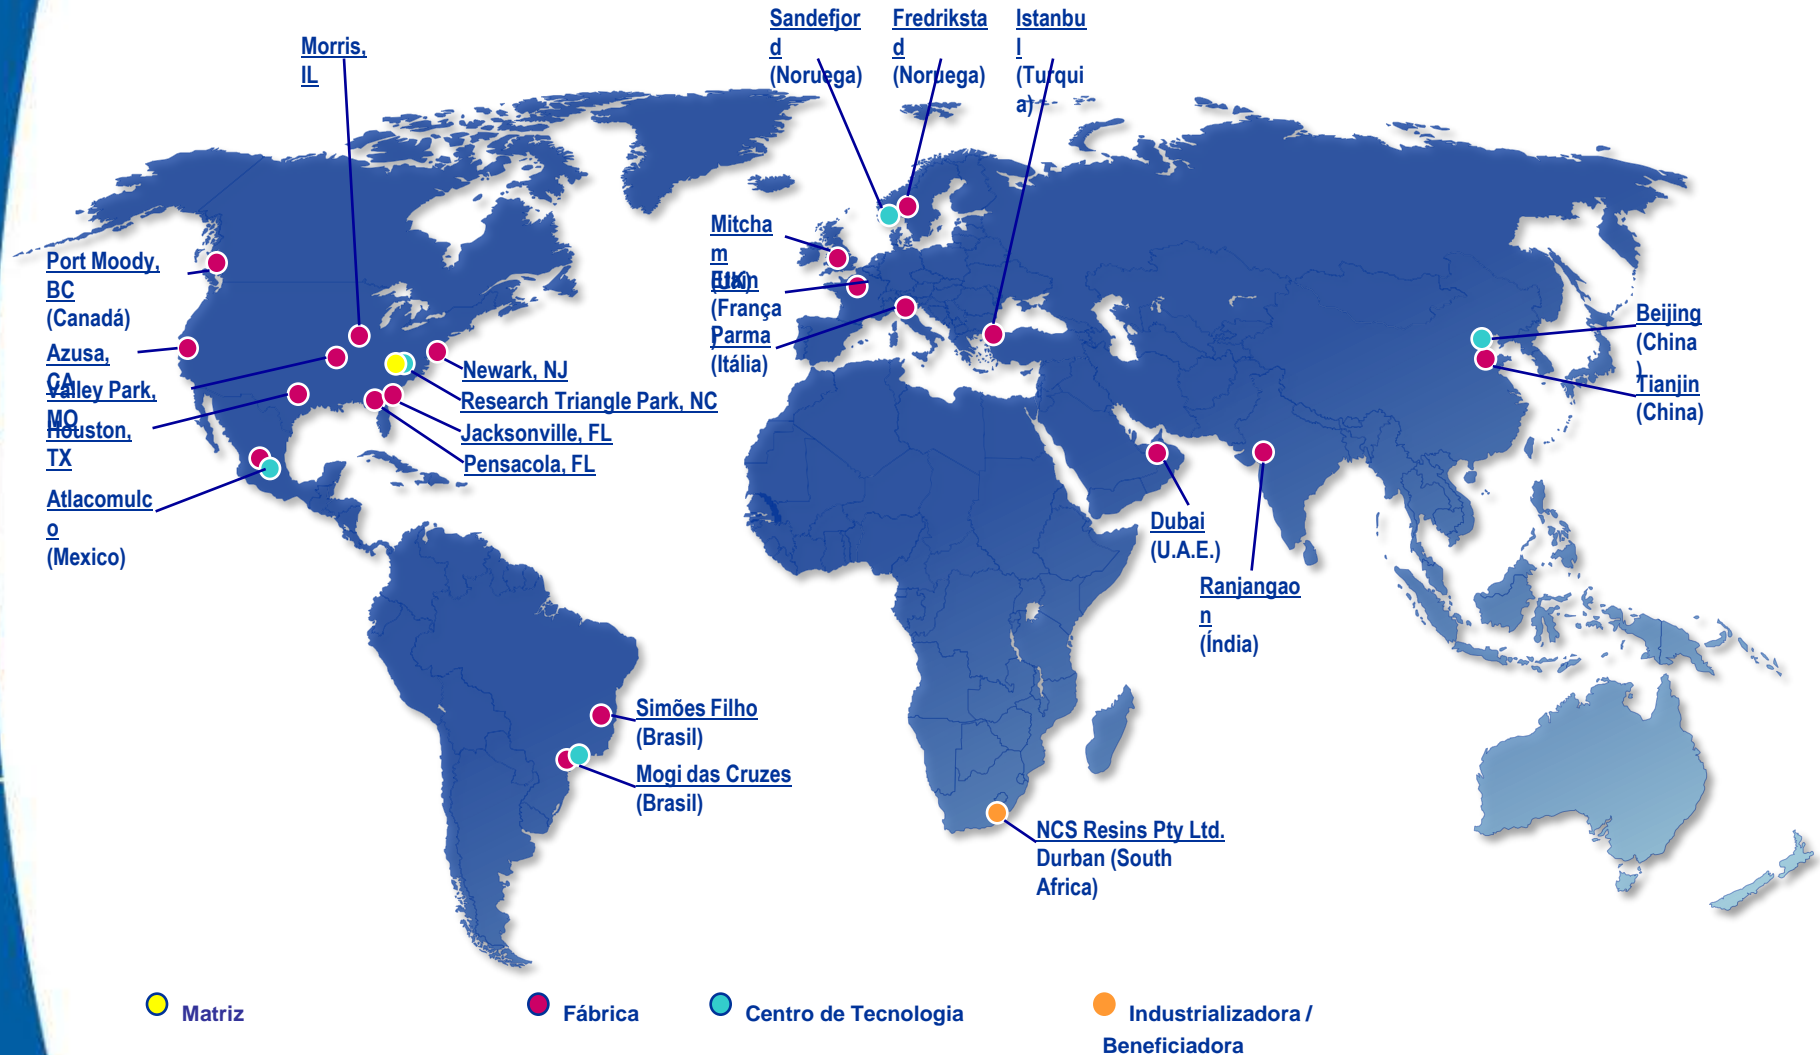 Sandefjor
d
(Noruega)
Fredriksta
d
(Noruega)
Istanbu
l
(Turqui
a)
Morris,
IL
Mitcha
m
(UK)
(França
)
Parma
(Itália)
Port Moody,
BC
(Canadá)
Azusa,
CA
Valley Park,
MO
Houston,
TX
Atlacomulc
o
(Mexico)
Newark, NJ
Research Triangle Park, NC
Jacksonville, FL
Pensacola, FL
Beijing
(China
)
Tianjin
(China)
Dubai
(U.A.E.)
Ranjangao
n
(Índia)
Simões Filho
(Brasil)
Mogi das Cruzes
(Brasil)
NCS Resins Pty Ltd.
Durban (South
Africa)
Matriz
Fábrica
Centro de Tecnologia
Industrializadora /
Beneficiadora